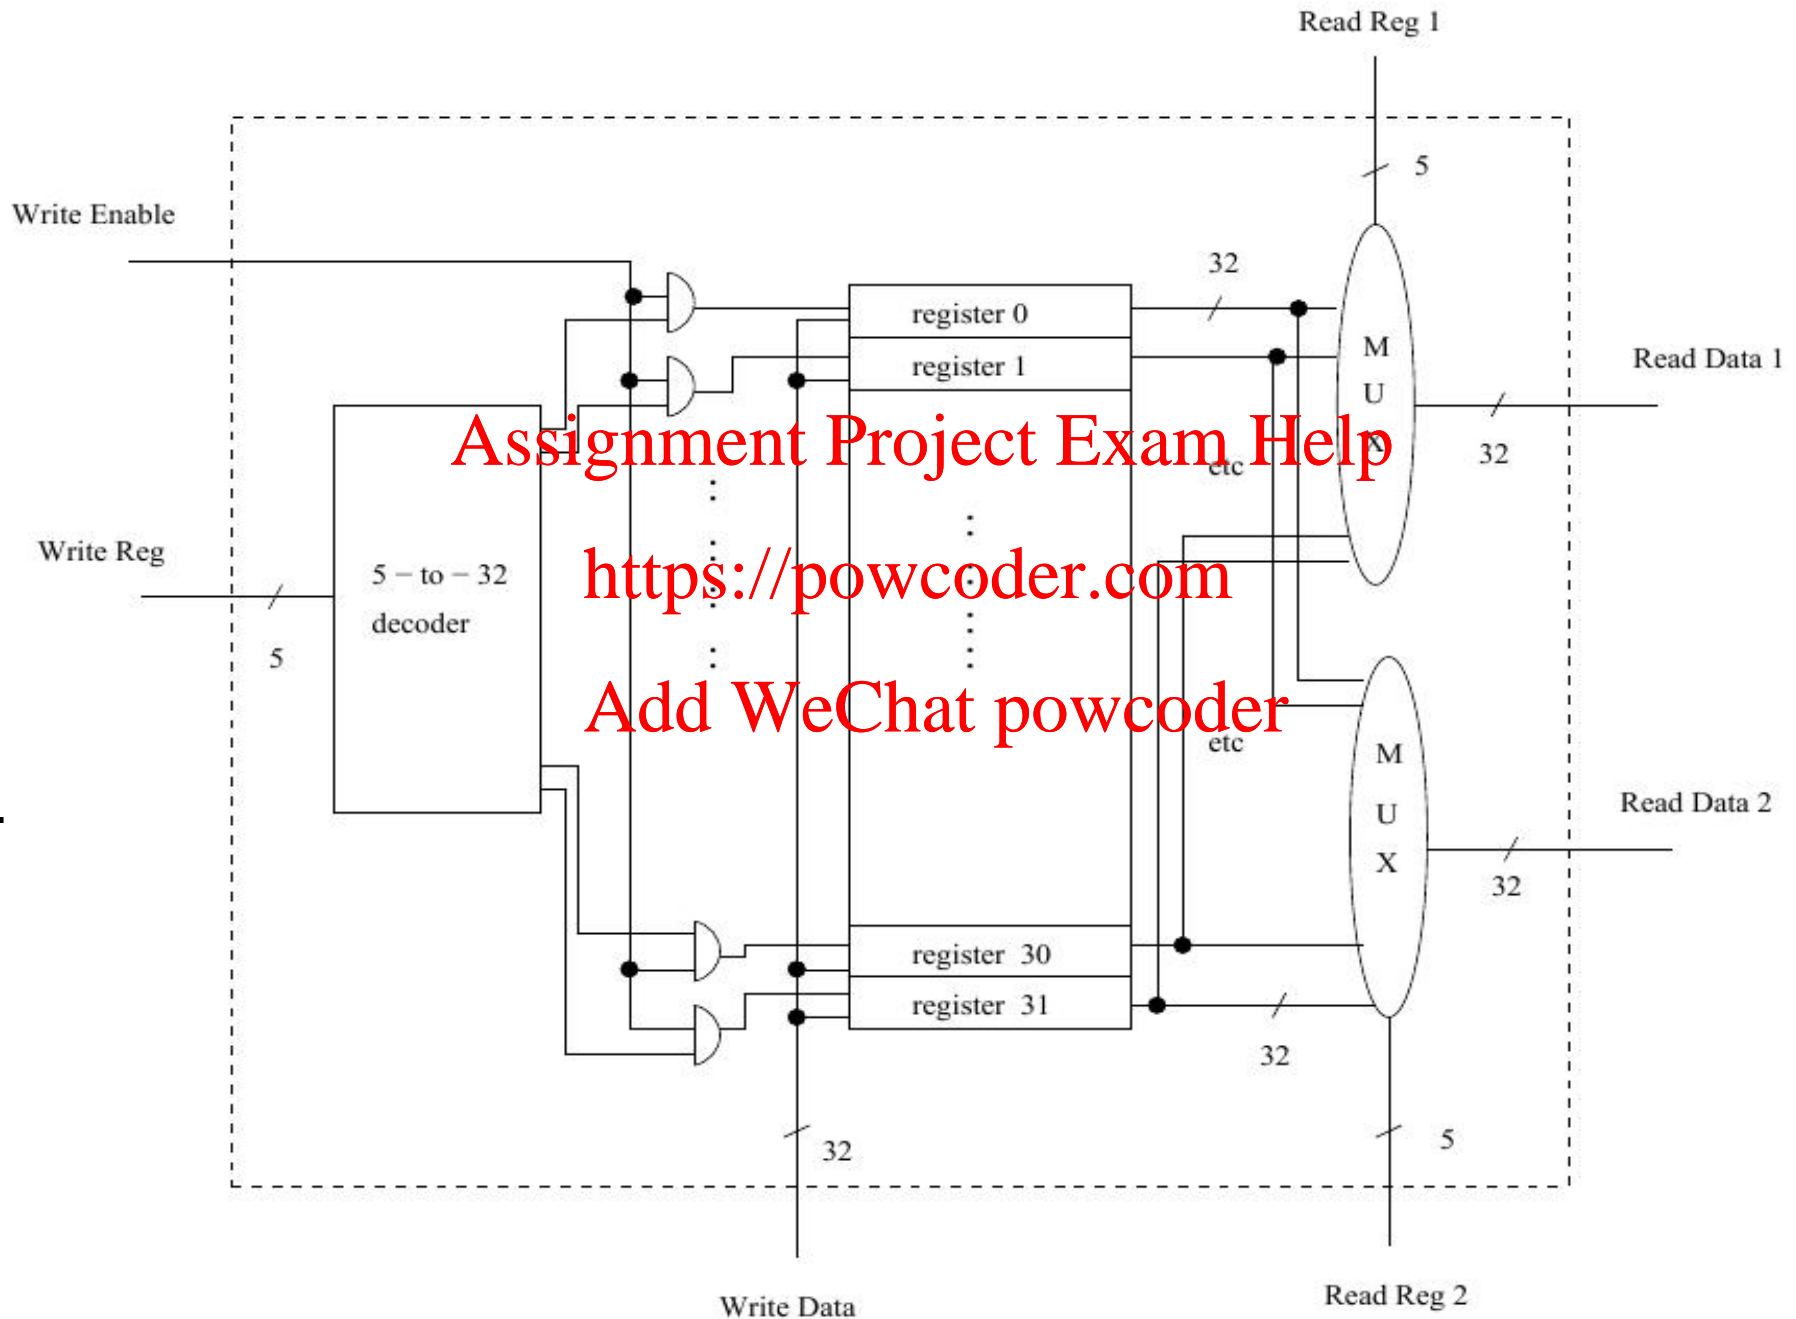 Read Reg 1
5
Write Enable
32
register 0
M
register 1
Read Data 1
U
Assignment Project Exam Help
X
etc
32
Write Reg
5 − to − 32
https://powcoder.com
decoder
5
Add WeChat powcoder
etc
M
Read Data 2
U
X
32
register 30
register 31
32
32
5
Write Data
Read Reg 2